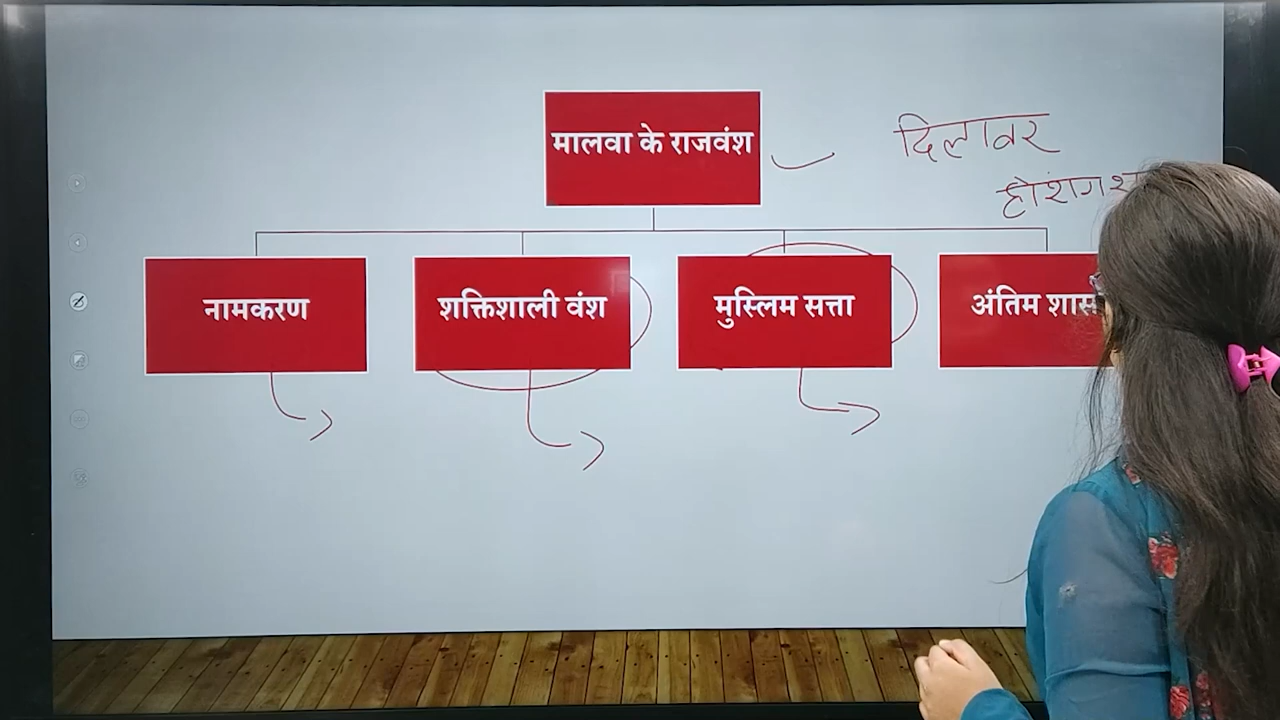 मालवा के राजवंश
दिलावर
होशंग
नामकरण
शक्तिशाली वंश
मुस्लिम सत्ता
अंतिम